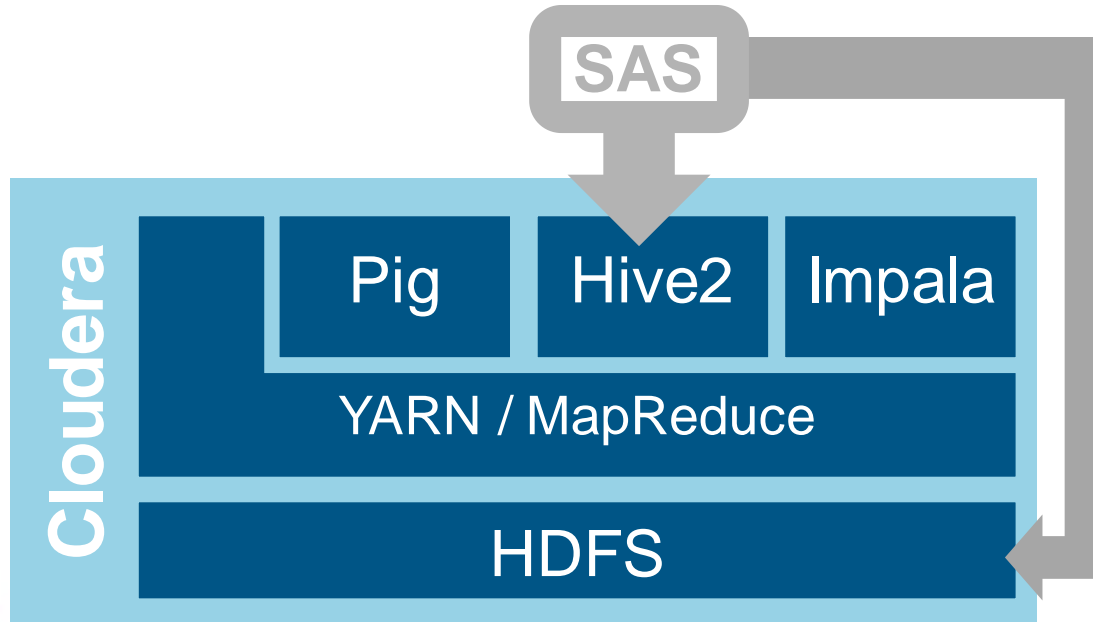 SAS
Cloudera
Pig
Hive2
Impala
YARN / MapReduce
HDFS